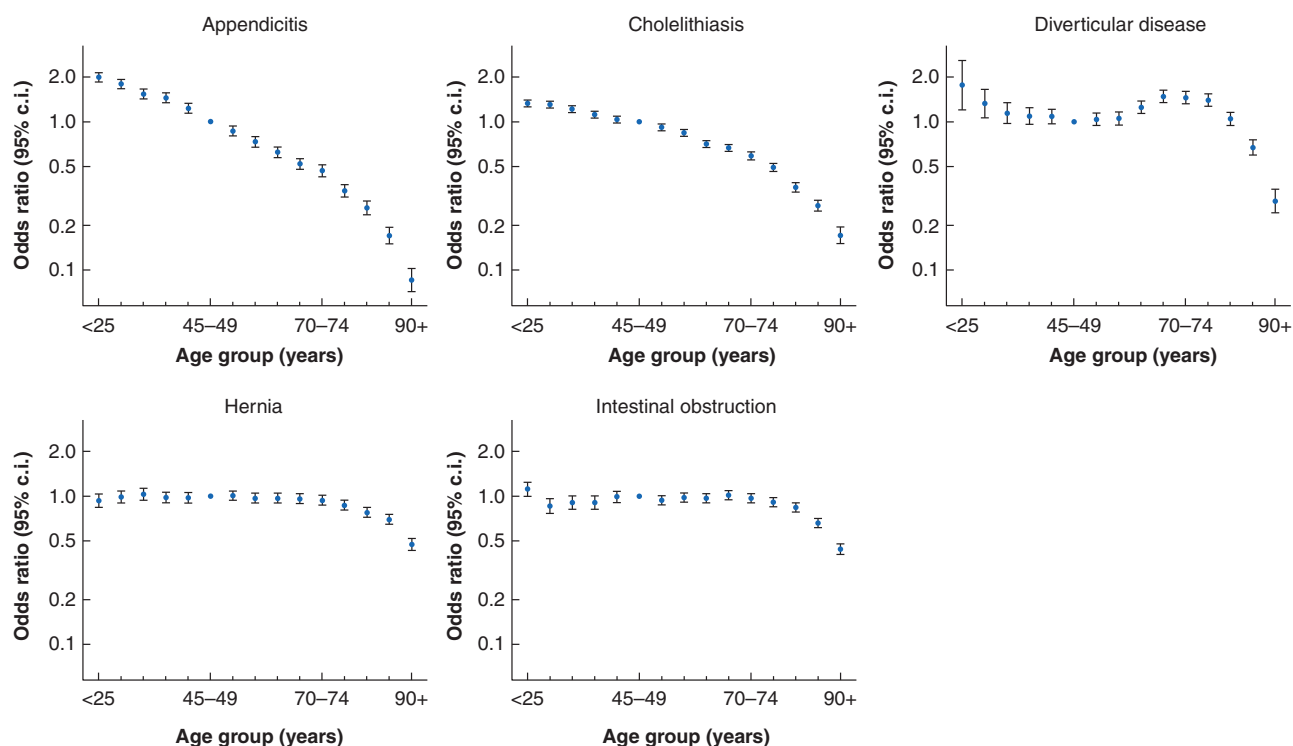 Appendicitis
Odds ratio (95% c.i.)
2.0
1.0
0.5
0.2
0.1
<25 45–49 70–74 90+
Age group (years)
Cholelithiasis
Odds ratio (95% c.i.)
2.0
1.0
0.5
0.2
0.1
<25 45–49 70–74 90+
Age group (years)
Diverticular disease
Odds ratio (95% c.i.)
2.0
1.0
0.5
0.2
0.1
<25 45–49 70–74 90+
Age group (years)
Hernia
Odds ratio (95% c.i.)
2.0
1.0
0.5
0.2
0.1
<25 45–49 70–74 90+
Age group (years)
Intestinal obstruction
Odds ratio (95% c.i.)
2.0
1.0
0.5
0.2
0.1
<25 45–49 70–74 90+
Age group (years)